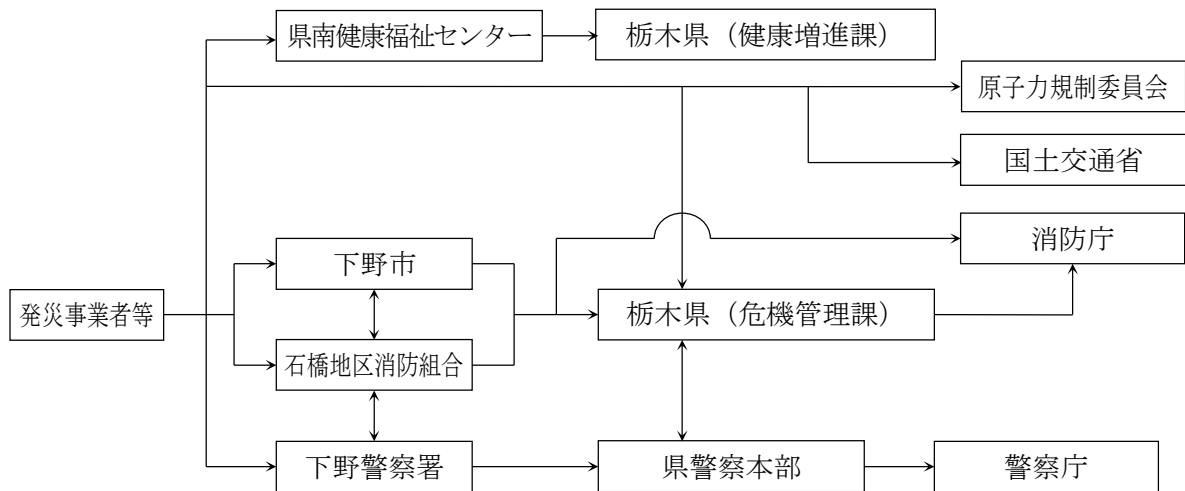 県南健康福祉センター
栃木県（健康増進課）
原子力規制委員会
国土交通省
消防庁
下野市
発災事業者等
栃木県（危機管理課）
石橋地区消防組合
下野警察署
県警察本部
警察庁